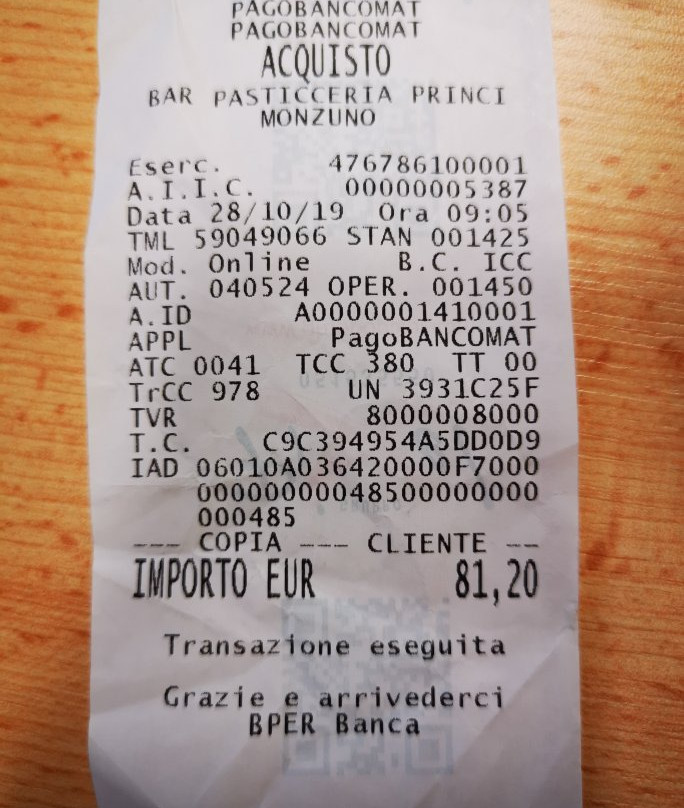 PAGOBANCOMAT
PAGOBANCOMAT
ACQUISTO
BAR PASTICCERIA PRINCI
MONZUNO
Eserc. 476786100001
A.I.I.C. 00000005387
Data 28/10/19 Ora 09:05
TML 59049066 STAN 001425
Mod. Online B.C. ICC
AUT. 040524 OPER. 001450
A.ID A0000001410001
APPL PagoBANCOMAT
ATC 0041 TCC 380 TT 00
TrCC 978 UN 3931C25F
TVR 8000008000
T.C. C9C394954A5DD0D9
IAD 06010A036420000F7000
00000000048500000000
000485
--- COPIA --- CLIENTE --
IMPORTO EUR 81,20
Transazione eseguita
Grazie e arrivederci
BPER Banca